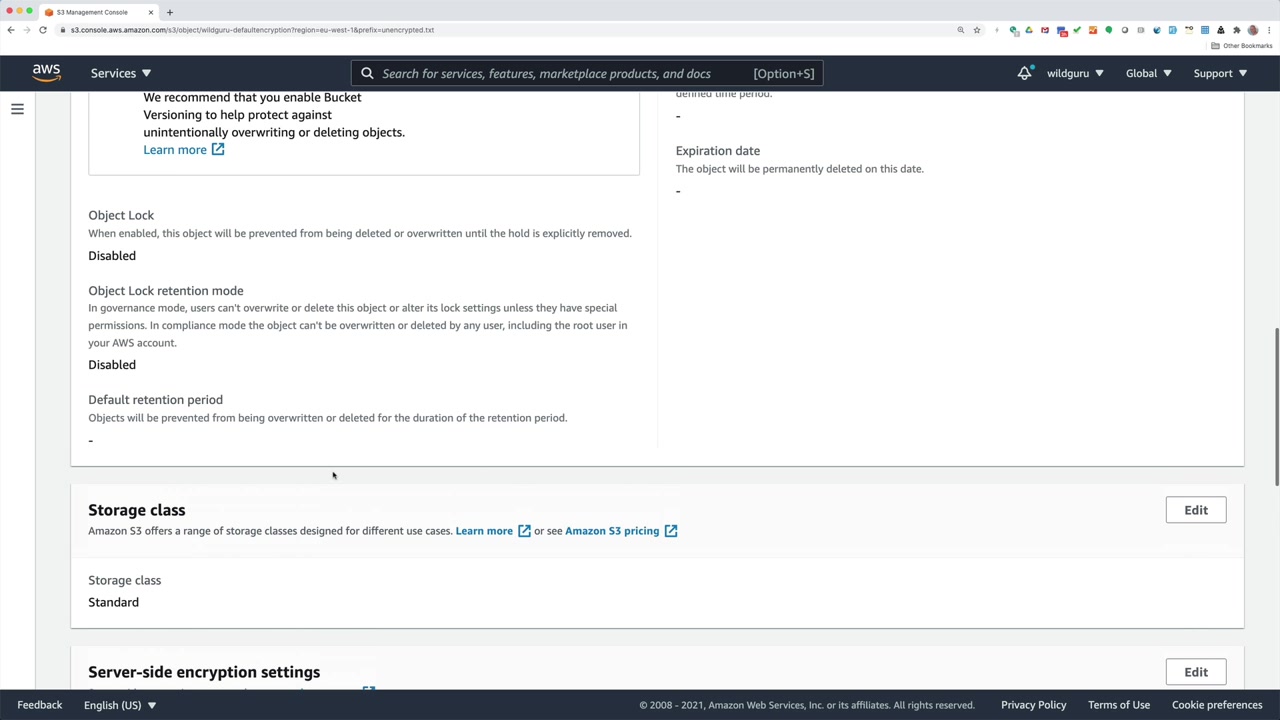 S3 Management Console
s3.console.aws.amazon.com/s3/object/wildguru-defaultencryption?region=eu-west-1&prefix=unencrypted.txt
Other Bookmarks
aws
Services
Search for services, features, marketplace products, and docs
[Option+S]
wildguru
Global
Support
We recommend that you enable Bucket
Versioning to help protect against
unintentionally overwriting or deleting objects.
Learn more
defined time period.
-
Expiration date
The object will be permanently deleted on this date.
-
Object Lock
When enabled, this object will be prevented from being deleted or overwritten until the hold is explicitly removed.
Disabled
Object Lock retention mode
In governance mode, users can't overwrite or delete this object or alter its lock settings unless they have special
permissions. In compliance mode the object can't be overwritten or deleted by any user, including the root user in
your AWS account.
Disabled
Default retention period
Objects will be prevented from being overwritten or deleted for the duration of the retention period.
-
Storage class
Edit
Amazon S3 offers a range of storage classes designed for different use cases. Learn more or see Amazon S3 pricing
Storage class
Standard
Server-side encryption settings
Edit
Feedback
English (US)
© 2008 - 2021, Amazon Web Services, Inc. or its affiliates. All rights reserved.
Privacy Policy
Terms of Use
Cookie preferences